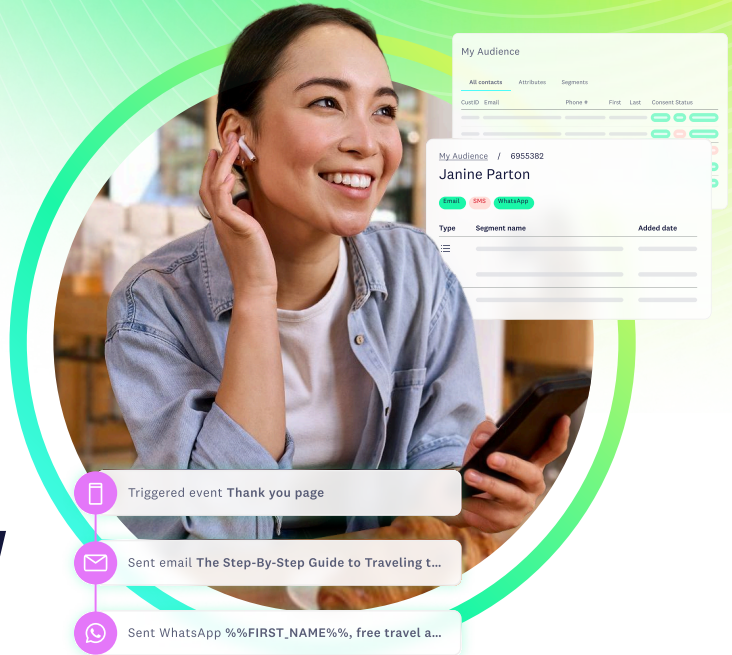 My Audience
All contacts Attributes Segments
CustID Email Phone # First Last Consent Status
My Audience / 6955382
Janine Parton
Email SMS WhatsApp
Type Segment name Added date
Triggered event Thank you page
Sent email The Step-By-Step Guide to Traveling t...
Sent WhatsApp %%FIRST_NAME%%, free travel a...